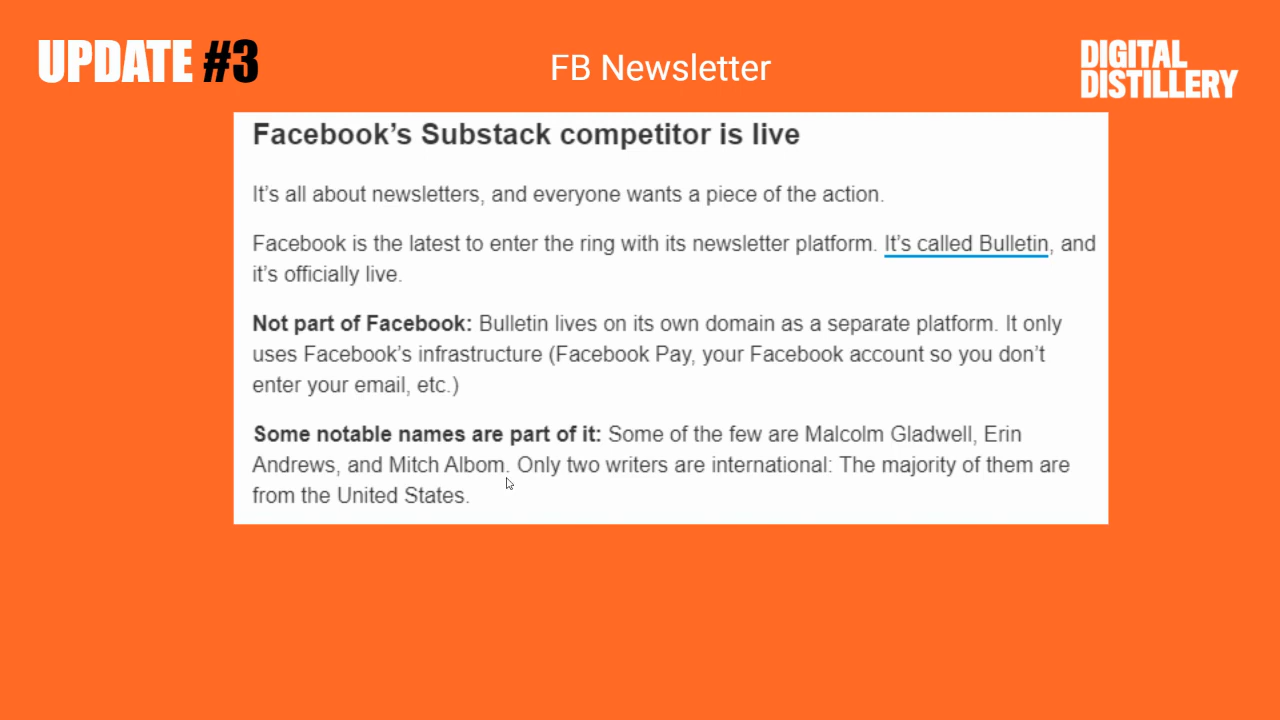 UPDATE #3
FB Newsletter
DIGITAL
DISTILLERY
Facebook’s Substack competitor is live
It’s all about newsletters, and everyone wants a piece of the action.
Facebook is the latest to enter the ring with its newsletter platform. It’s called Bulletin, and
it’s officially live.
Not part of Facebook: Bulletin lives on its own domain as a separate platform. It only
uses Facebook’s infrastructure (Facebook Pay, your Facebook account so you don’t
enter your email, etc.)
Some notable names are part of it: Some of the few are Malcolm Gladwell, Erin
Andrews, and Mitch Albom. Only two writers are international: The majority of them are
from the United States.